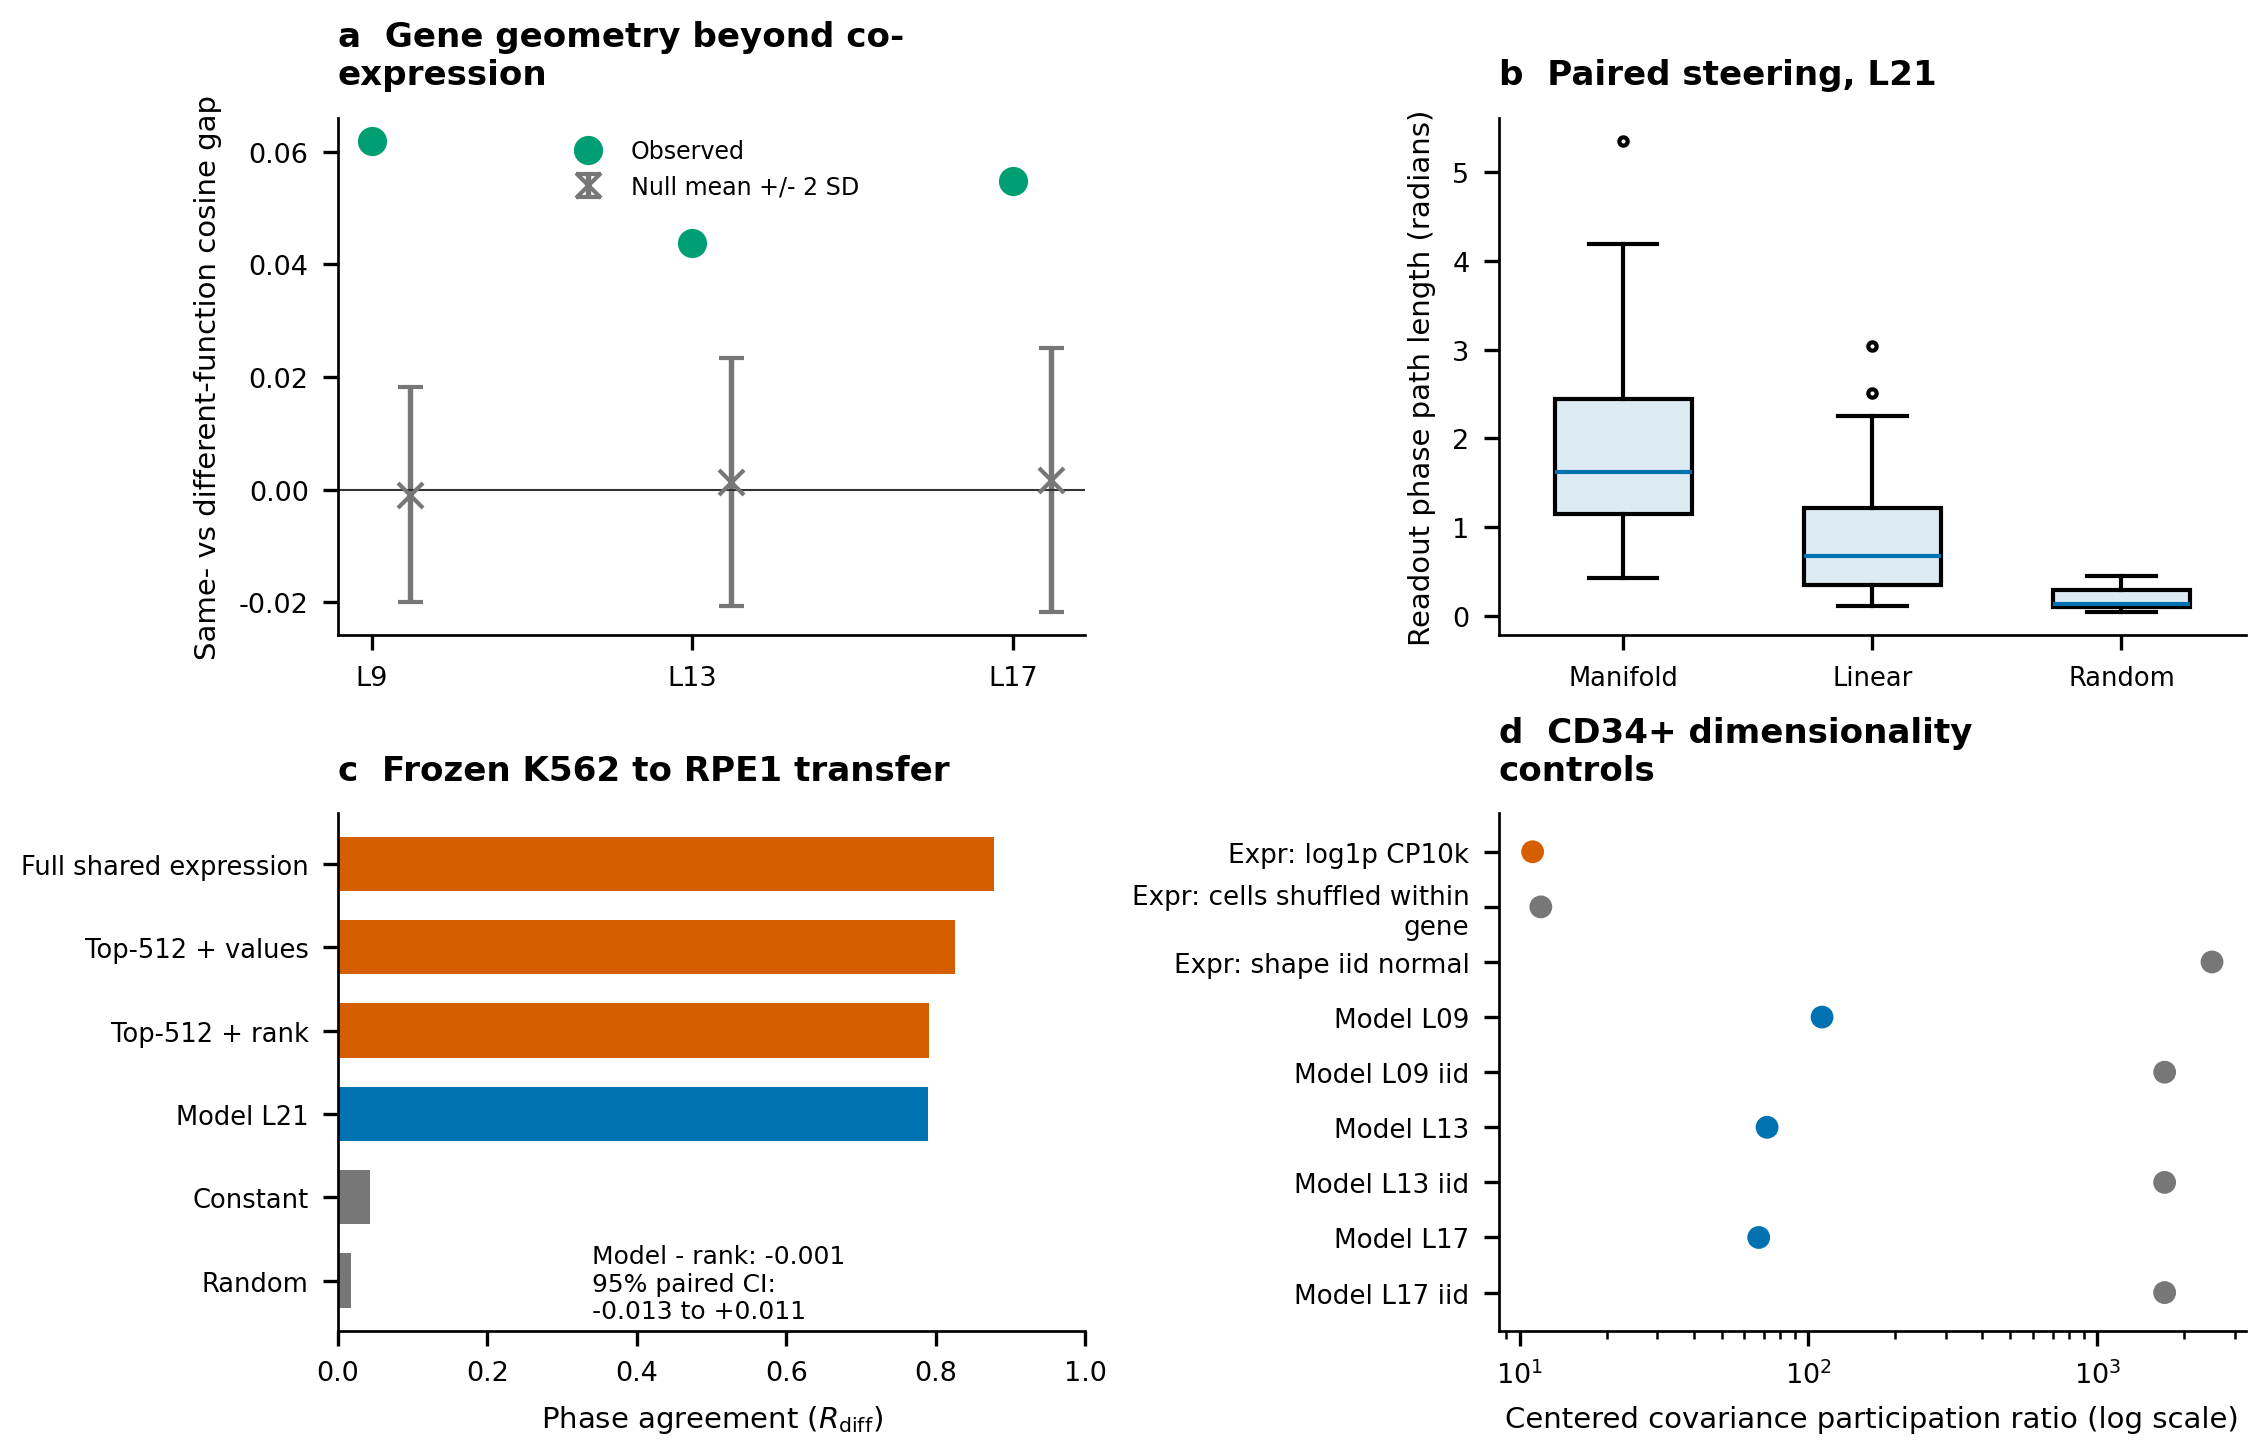 a  Gene geometry beyond co-
expression
Same- vs different-function cosine gap
0.06
0.04
0.02
0.00
-0.02
Observed
Null mean +/- 2 SD
L9
L13
L17
b  Paired steering, L21
Readout phase path length (radians)
5
4
3
2
1
0
Manifold
Linear
Random
c  Frozen K562 to RPE1 transfer
Full shared expression
Top-512 + values
Top-512 + rank
Model L21
Constant
Random
Model - rank: -0.001
95% paired CI:
-0.013 to +0.011
0.0
0.2
0.4
0.6
0.8
1.0
Phase agreement (R_diff)
d  CD34+ dimensionality
controls
Expr: log1p CP10k
Expr: cells shuffled within
gene
Expr: shape iid normal
Model L09
Model L09 iid
Model L13
Model L13 iid
Model L17
Model L17 iid
10¹
10²
10³
Centered covariance participation ratio (log scale)